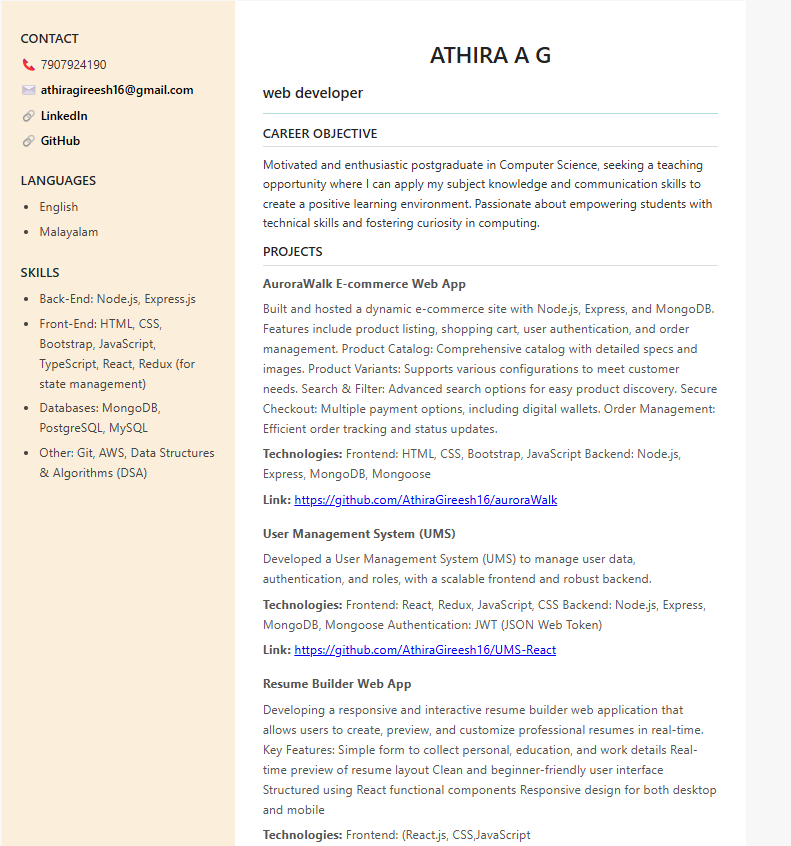 CONTACT
7907924190
athiragireesh16@gmail.com
LinkedIn
GitHub
LANGUAGES
English
Malayalam
SKILLS
Back-End: Node.js, Express.js
Front-End: HTML, CSS,
Bootstrap, JavaScript,
TypeScript, React, Redux (for
state management)
Databases: MongoDB,
PostgreSQL, MySQL
Other: Git, AWS, Data Structures
& Algorithms (DSA)
ATHIRA A G
web developer
CAREER OBJECTIVE
Motivated and enthusiastic postgraduate in Computer Science, seeking a teaching
opportunity where I can apply my subject knowledge and communication skills to
create a positive learning environment. Passionate about empowering students with
technical skills and fostering curiosity in computing.
PROJECTS
AuroraWalk E-commerce Web App
Built and hosted a dynamic e-commerce site with Node.js, Express, and MongoDB.
Features include product listing, shopping cart, user authentication, and order
management. Product Catalog: Comprehensive catalog with detailed specs and
images. Product Variants: Supports various configurations to meet customer
needs. Search & Filter: Advanced search options for easy product discovery. Secure
Checkout: Multiple payment options, including digital wallets. Order Management:
Efficient order tracking and status updates.
Technologies: Frontend: HTML, CSS, Bootstrap, JavaScript Backend: Node.js,
Express, MongoDB, Mongoose
Link: https://github.com/AthiraGireesh16/auroraWalk
User Management System (UMS)
Developed a User Management System (UMS) to manage user data,
authentication, and roles, with a scalable frontend and robust backend.
Technologies: Frontend: React, Redux, JavaScript, CSS Backend: Node.js, Express,
MongoDB, Mongoose Authentication: JWT (JSON Web Token)
Link: https://github.com/AthiraGireesh16/UMS-React
Resume Builder Web App
Developing a responsive and interactive resume builder web application that
allows users to create, preview, and customize professional resumes in real-time.
Key Features: Simple form to collect personal, education, and work details Real-
time preview of resume layout Clean and beginner-friendly user interface
Structured using React functional components Responsive design for both desktop
and mobile
Technologies: Frontend: (React.js, CSS,JavaScript